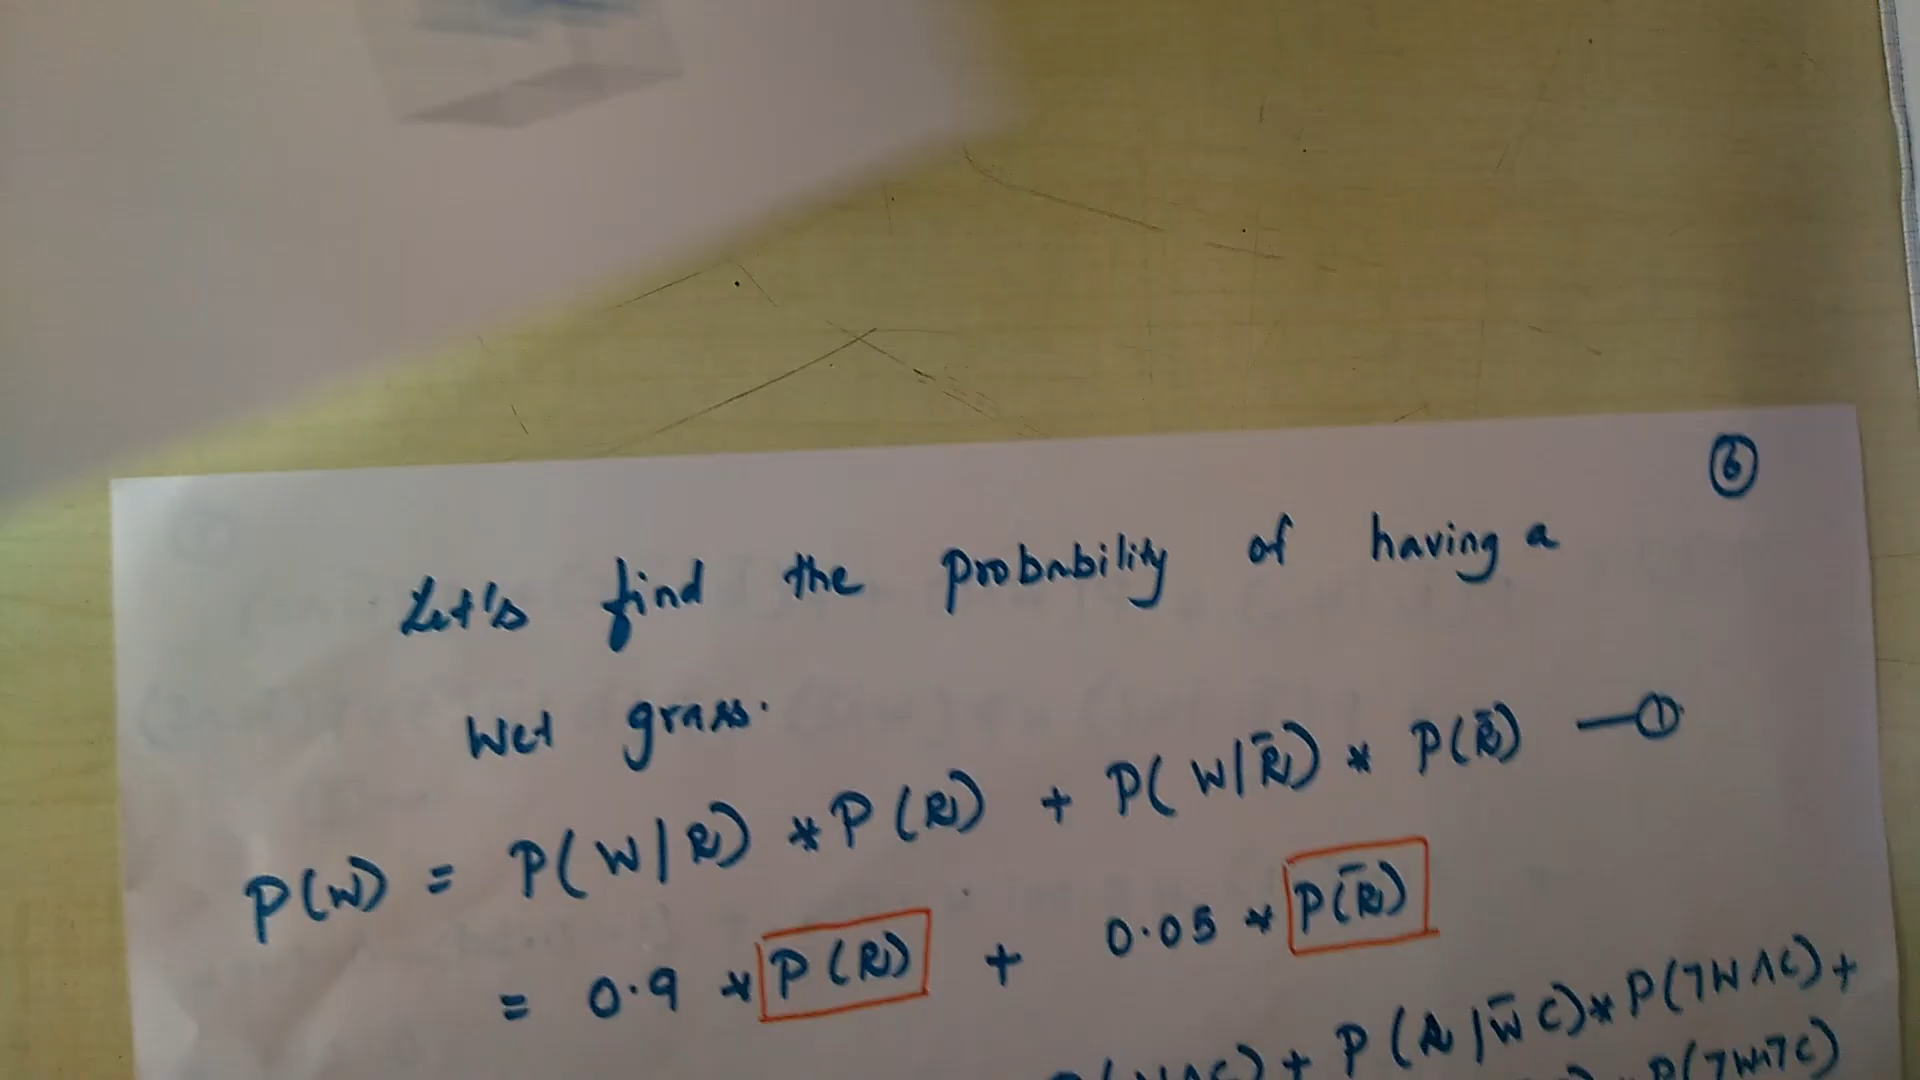 6
Let's find the probability of having a
Wet grass.
P(W) = P(W/R) * P(R) + P(W/R̄) * P(R̄) — 1
= 0.9 * P(R) + 0.05 * P(R̄)
+ P(R/W̄C) * P(¬W∧C) +
P(¬W∧¬C)